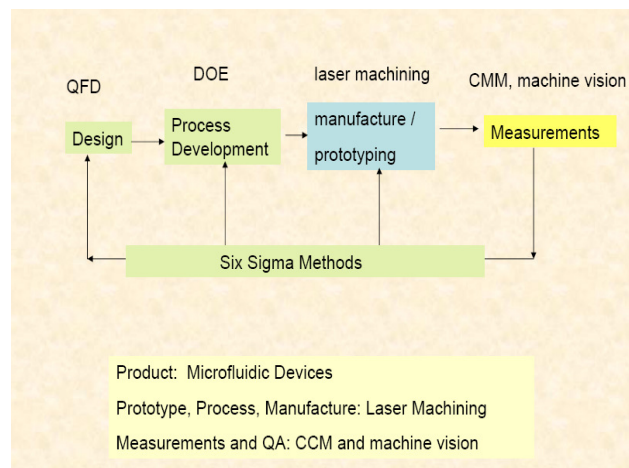 QFD
DOE
laser machining
CMM, machine vision
Design
Process
Development
manufacture /
prototyping
Measurements
Six Sigma Methods
Product: Microfluidic Devices
Prototype, Process, Manufacture: Laser Machining
Measurements and QA: CCM and machine vision